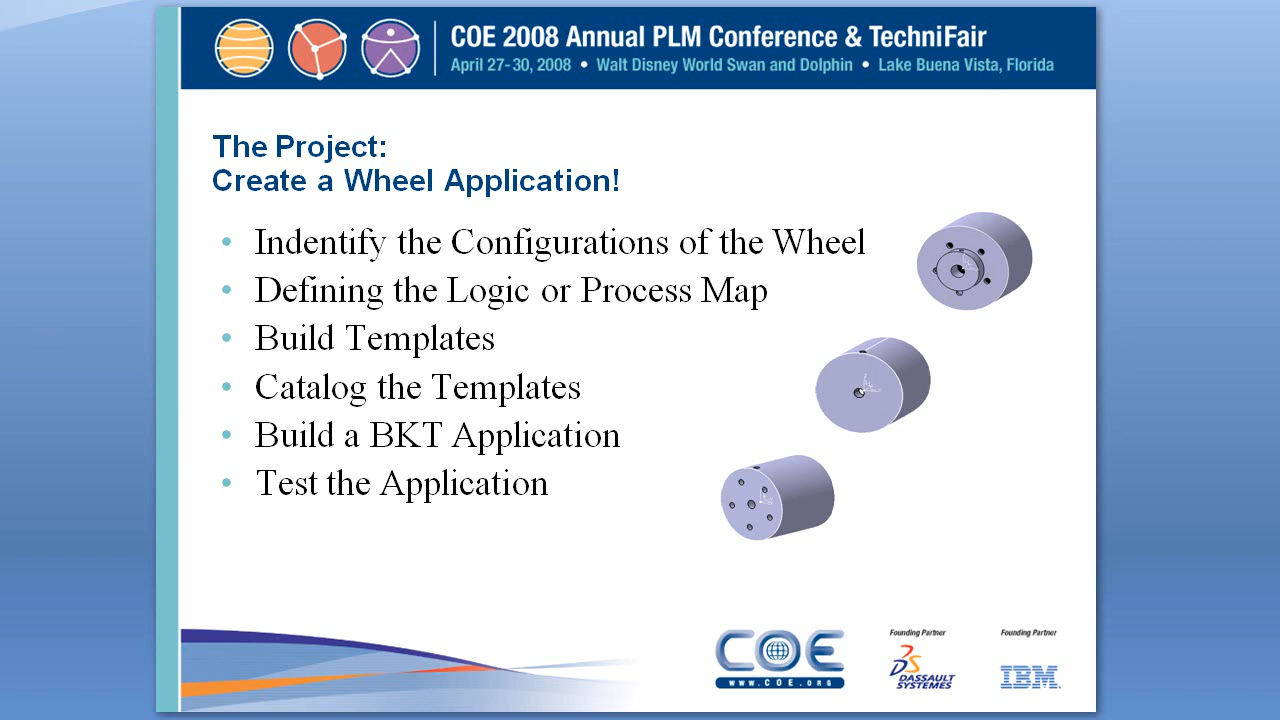 COE 2008 Annual PLM Conference & TechniFair
April 27-30, 2008 • Walt Disney World Swan and Dolphin • Lake Buena Vista, Florida
The Project:
Create a Wheel Application!
• Indentify the Configurations of the Wheel
• Defining the Logic or Process Map
• Build Templates
• Catalog the Templates
• Build a BKT Application
• Test the Application
COE
www.COE.org
Founding Partner
DS
DASSAULT
SYSTEMES
Founding Partner
IBM